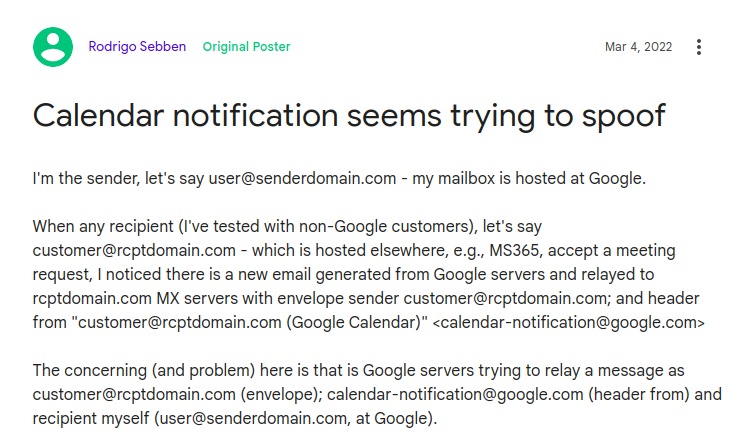 Rodrigo Sebben Original Poster Mar 4, 2022
Calendar notification seems trying to spoof
I'm the sender, let's say user@senderdomain.com - my mailbox is hosted at Google.
When any recipient (I've tested with non-Google customers), let's say
customer@rcptdomain.com - which is hosted elsewhere, e.g., MS365, accept a meeting
request, I noticed there is a new email generated from Google servers and relayed to
rcptdomain.com MX servers with envelope sender customer@rcptdomain.com; and header
from "customer@rcptdomain.com (Google Calendar)" <calendar-notification@google.com>
The concerning (and problem) here is that is Google servers trying to relay a message as
customer@rcptdomain.com (envelope); calendar-notification@google.com (header from) and
recipient myself (user@senderdomain.com, at Google).